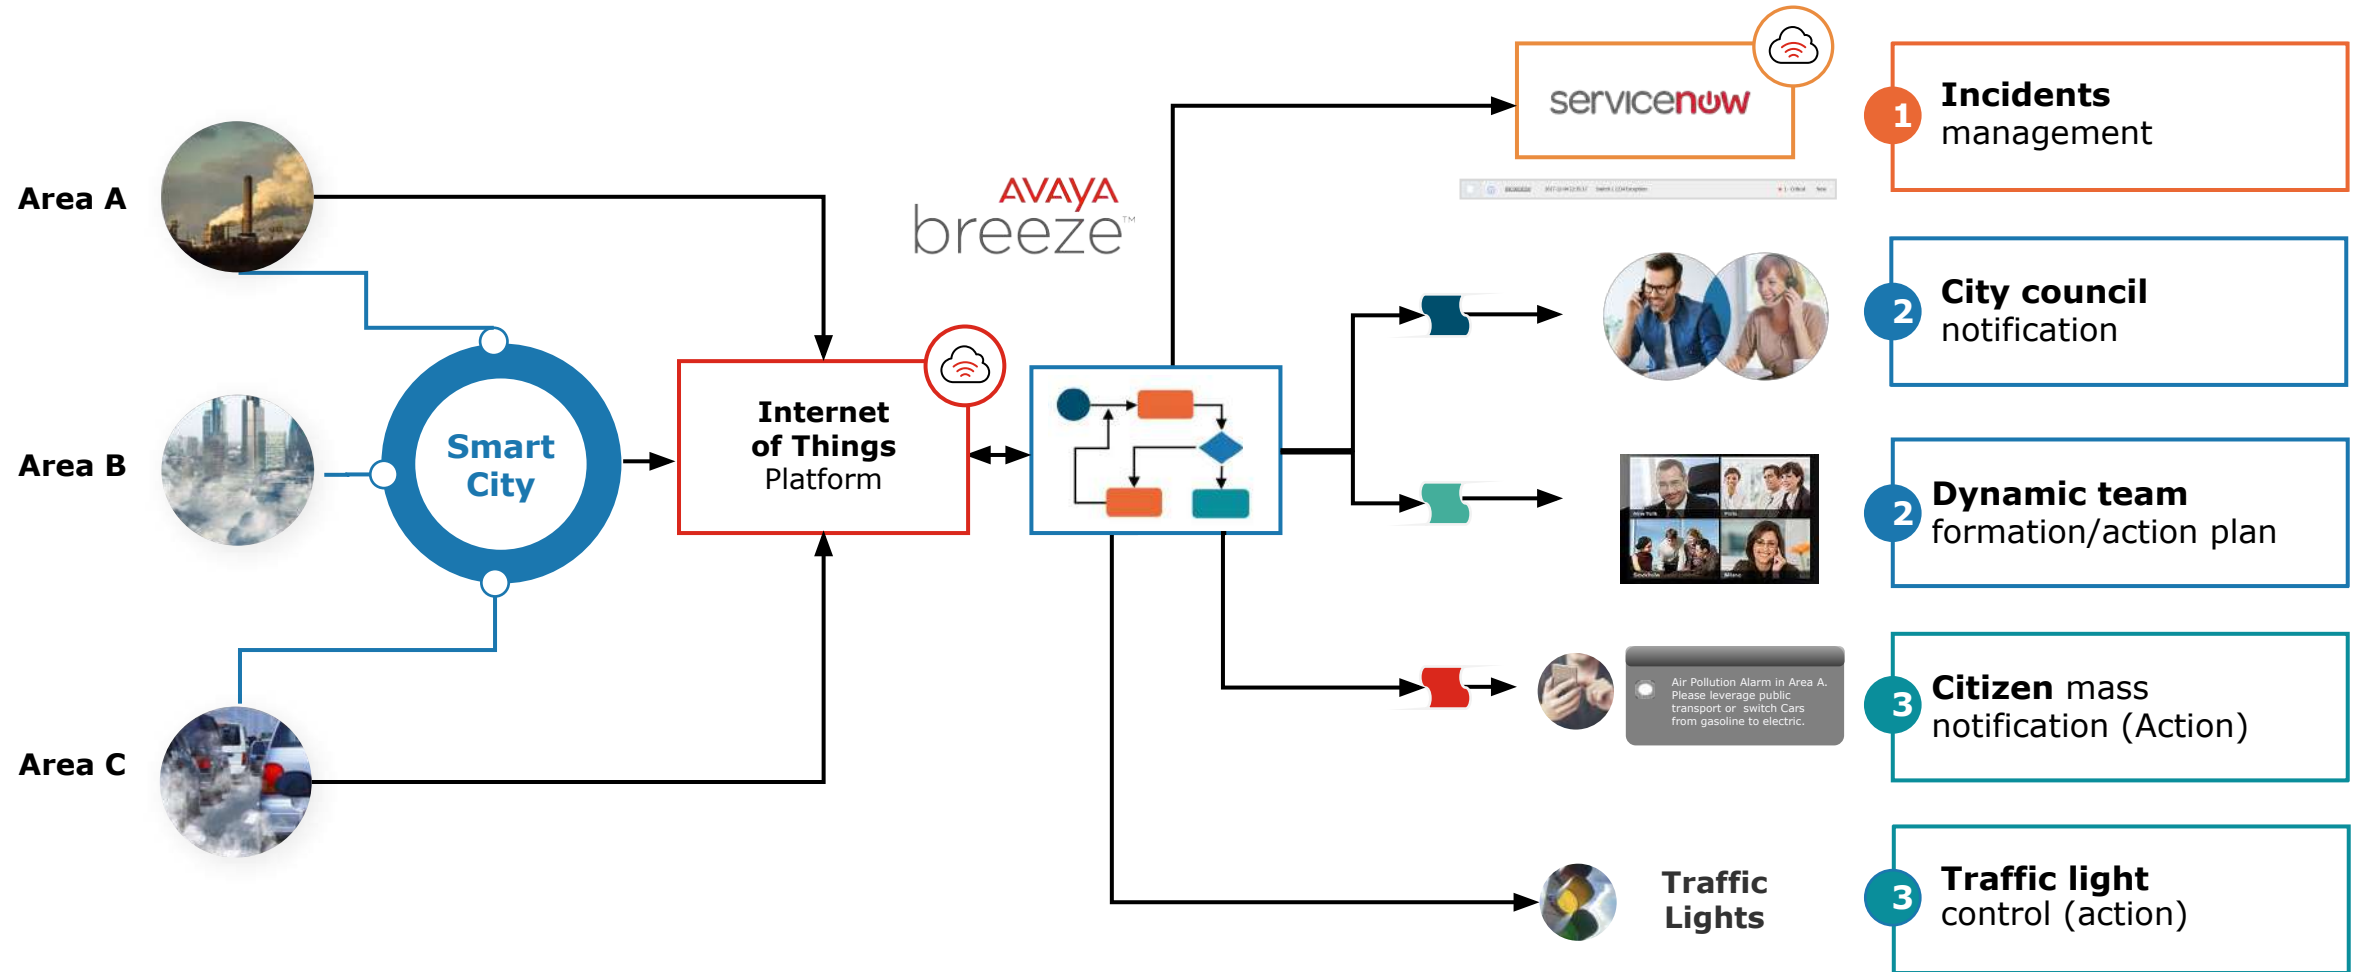 Area A
Area B
Area C
Smart
City
Internet
of Things
Platform
AVAYA
breeze™
servicenow
1
Incidents
management
2
City council
notification
2
Dynamic team
formation/action plan
Air Pollution Alarm in Area A.
Please leverage public
transport or switch Cars
from gasoline to electric.
3
Citizen mass
notification (Action)
Traffic
Lights
3
Traffic light
control (action)